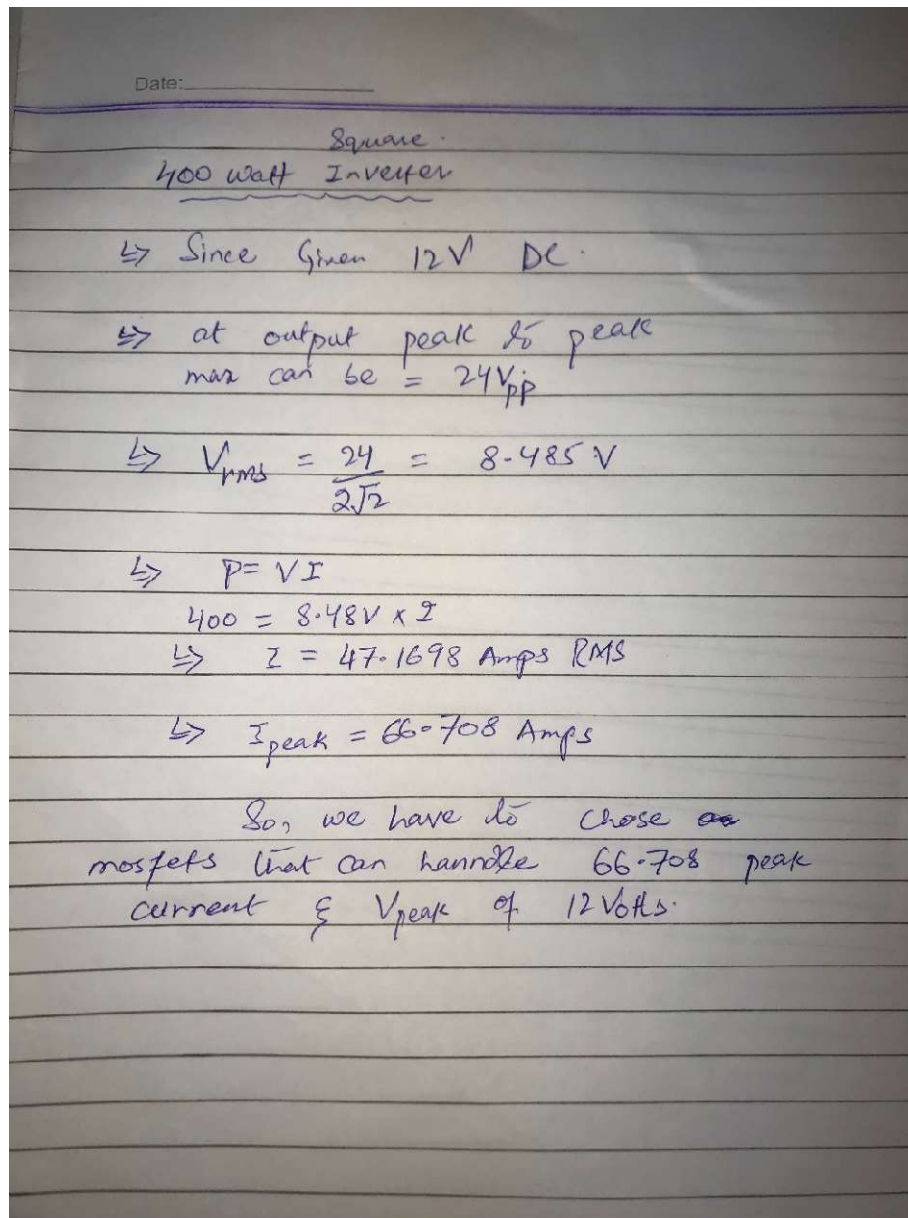 Date:
Square.
400 watt Inverter
↳> Since Given 12V DC.
↳> at output peak to peak
max can be = 24Vpp
↳> Vrms = 24/2√2 = 8.485 V
↳> P= VI
400 = 8.48V x I
↳> I = 47.1698 Amps RMS
↳> Ipeak = 66.708 Amps
So, we have to chose
mosfets that can hanndle 66.708 peak
current & Vpeak of 12 Volts.